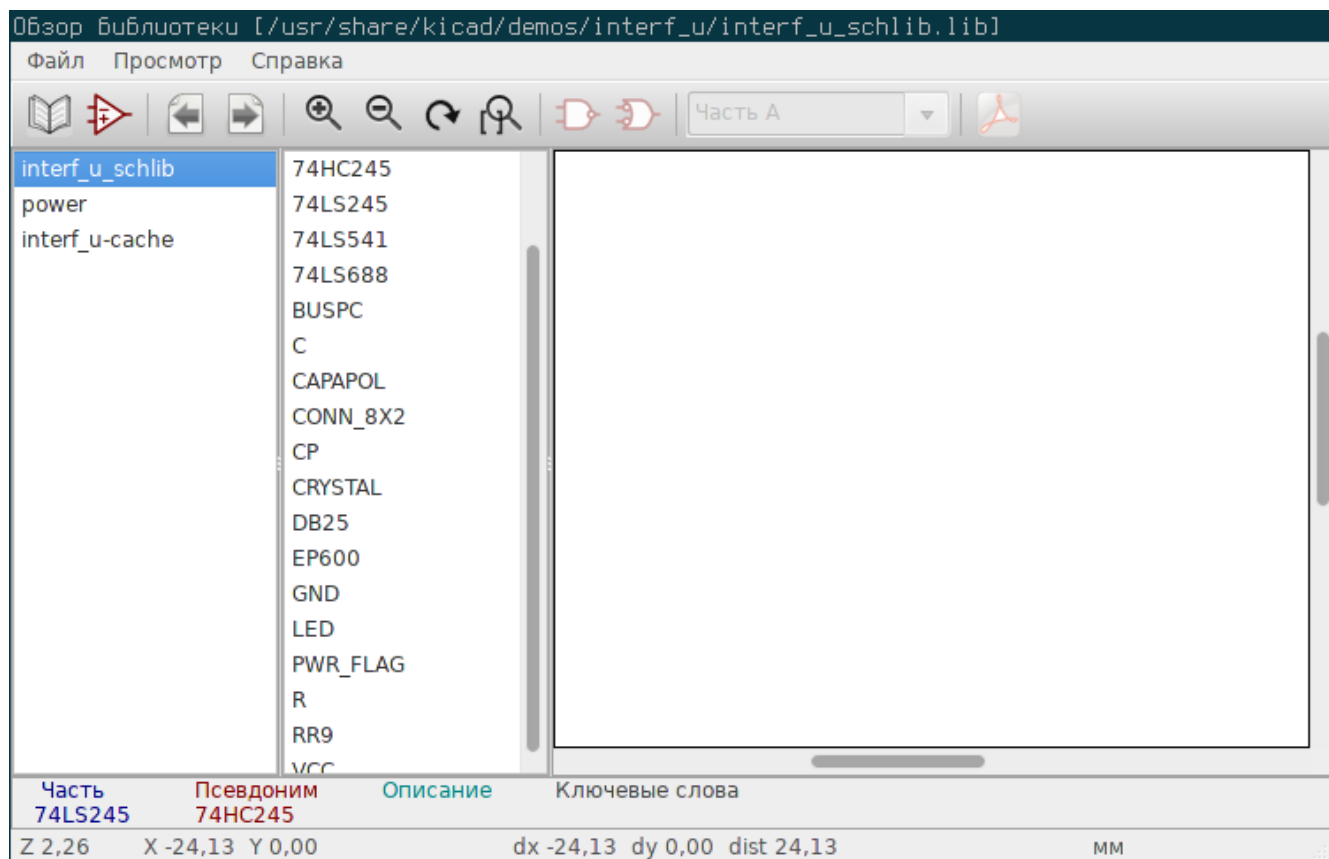 Обзор библиотеки [/usr/share/kicad/demos/interf_u/interf_u_schlib.lib]
Файл Просмотр Справка
Часть A
interf_u_schlib
power
interf_u-cache
74HC245
74LS245
74LS541
74LS688
BUSPC
C
CAPAPOL
CONN_8X2
CP
CRYSTAL
DB25
EP600
GND
LED
PWR_FLAG
R
RR9
VCC
Часть Псевдоним Описание Ключевые слова
74LS245 74HC245
Z 2,26 X -24,13 Y 0,00 dx -24,13 dy 0,00 dist 24,13 мм